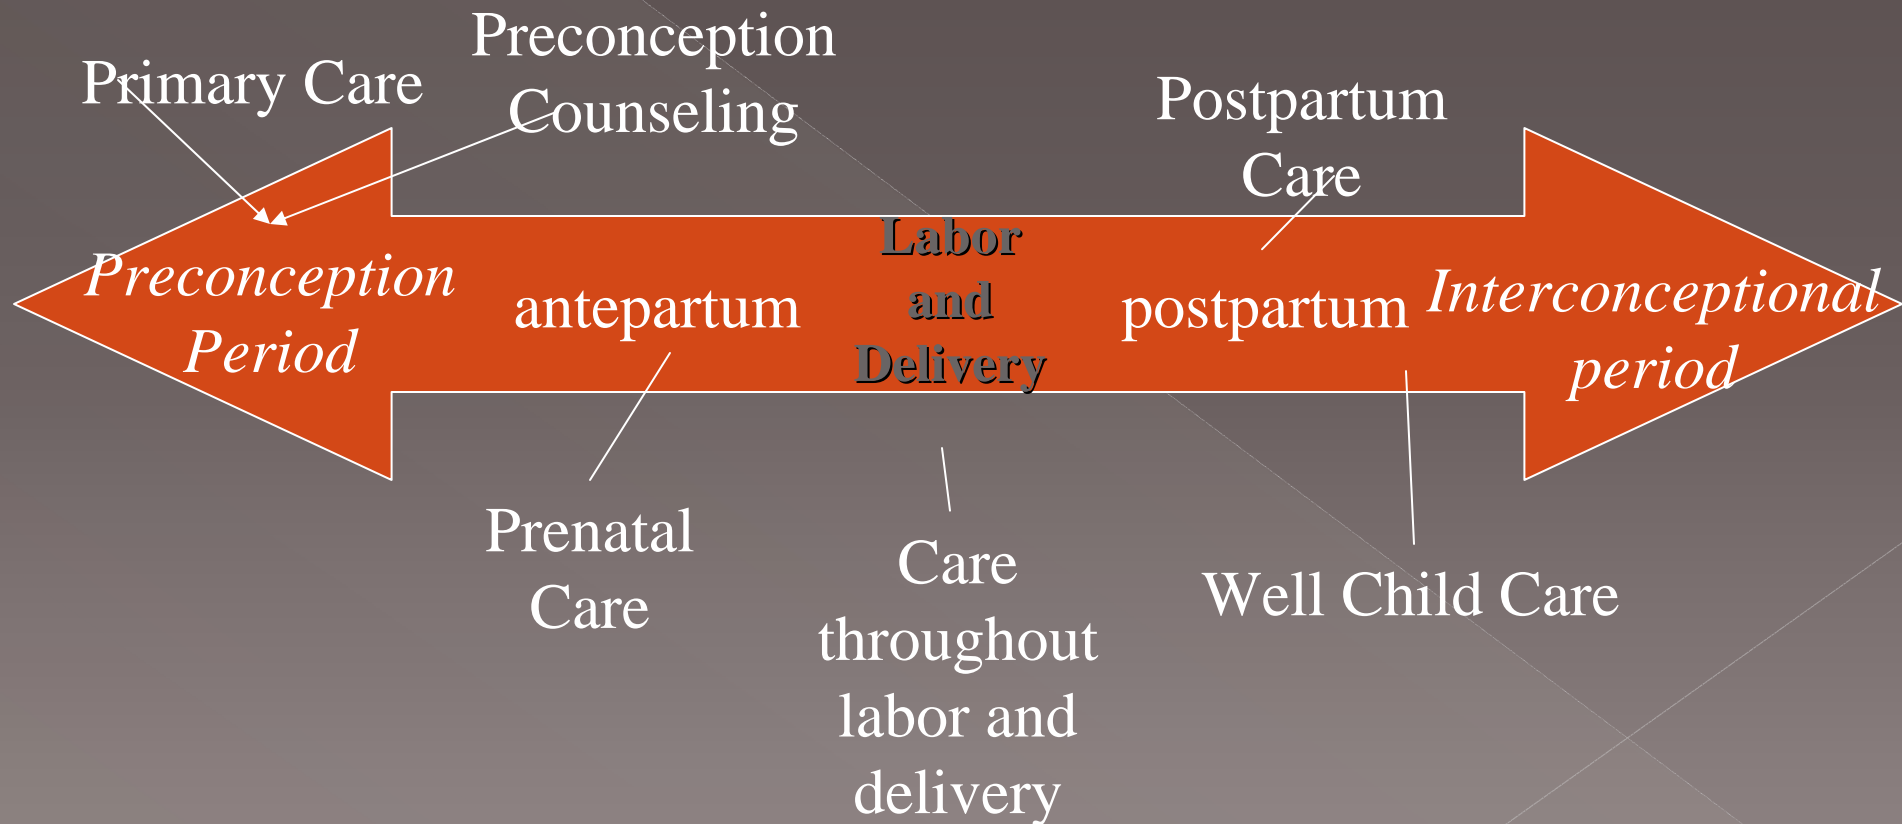 Primary Care
Preconception
Counseling
Postpartum
Care
Preconception
Period
antepartum
Labor
and
Delivery
postpartum
Interconceptional
period
Prenatal
Care
Care
throughout
labor and
delivery
Well Child Care